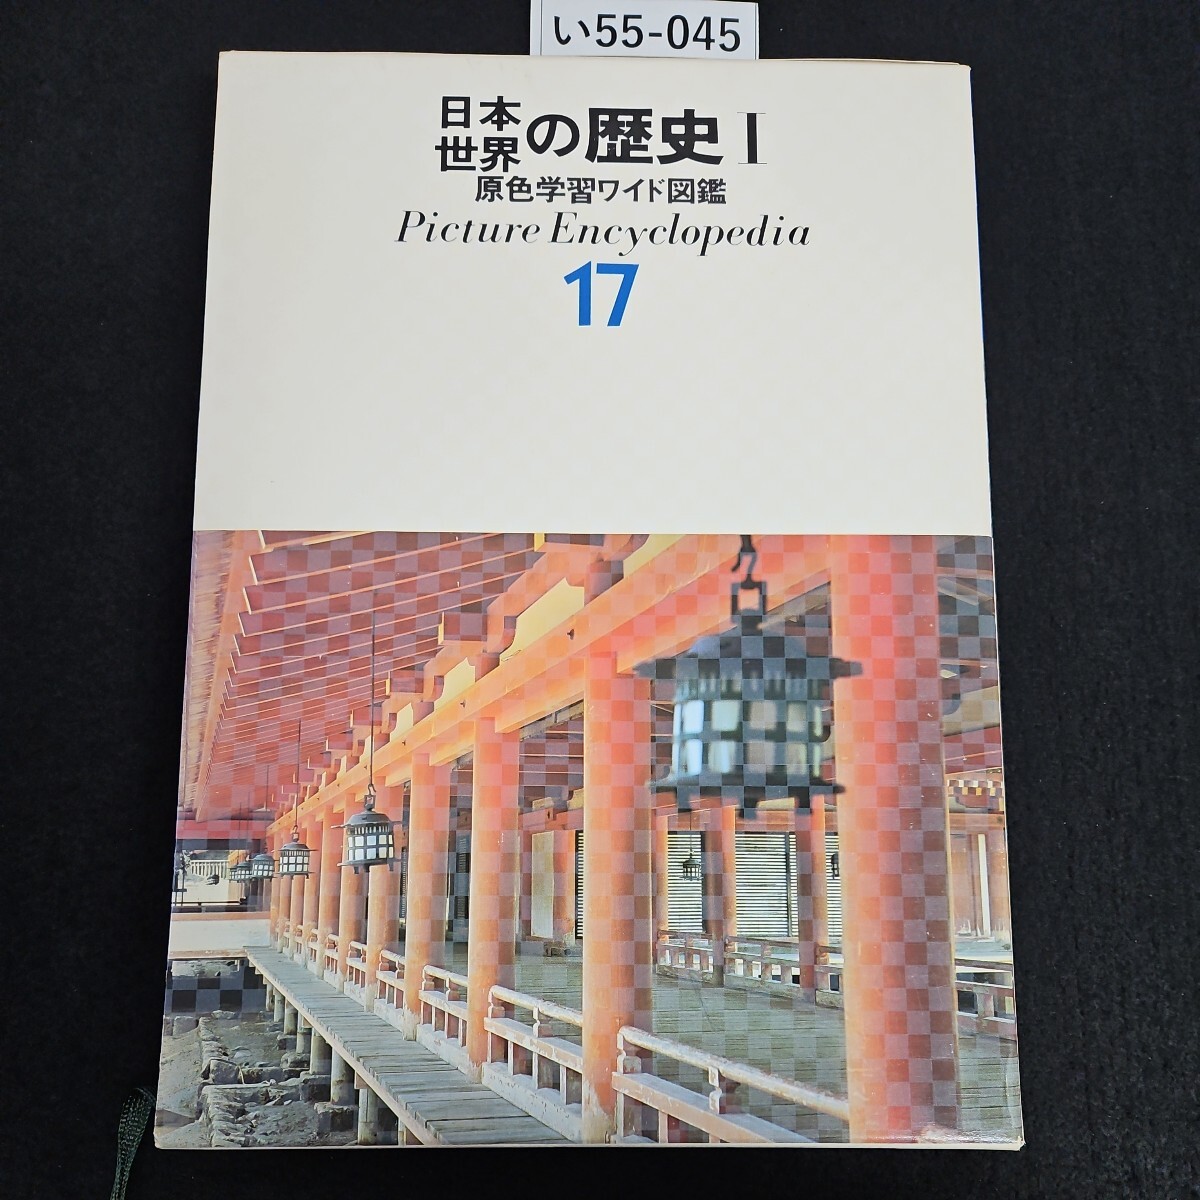 い55-045
日本
世界の歴史I
原色学習ワイド図鑑
Picture Encyclopedia
17